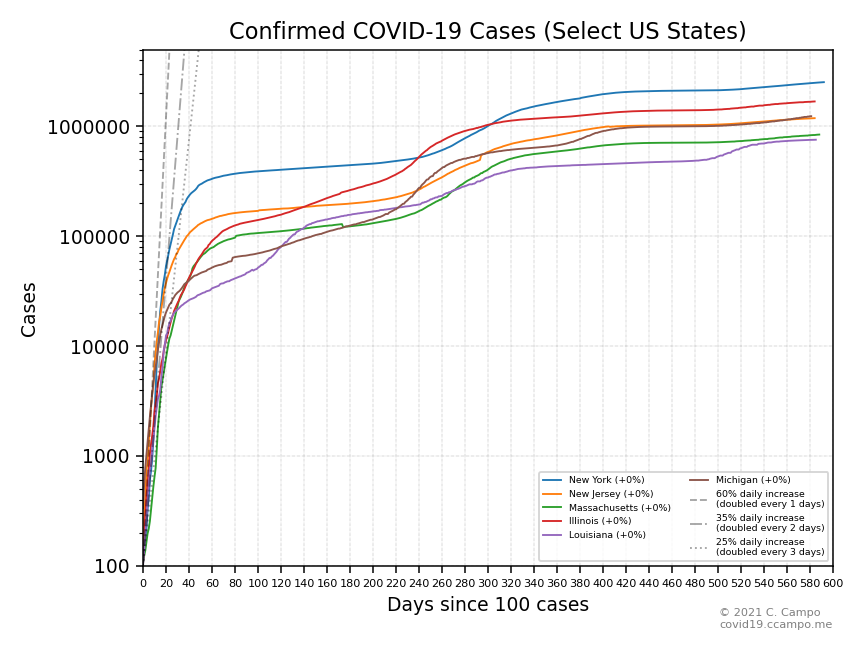 Confirmed COVID-19 Cases (Select US States)
1000000
100000
10000
1000
100
Cases
0 20 40 60 80 100 120 140 160 180 200 220 240 260 280 300 320 340 360 380 400 420 440 460 480 500 520 540 560 580 600
Days since 100 cases
New York (+0%)
New Jersey (+0%)
Massachusetts (+0%)
Illinois (+0%)
Louisiana (+0%)
Michigan (+0%)
60% daily increase
(doubled every 1 days)
35% daily increase
(doubled every 2 days)
25% daily increase
(doubled every 3 days)
© 2021 C. Campo
covid19.ccampo.me